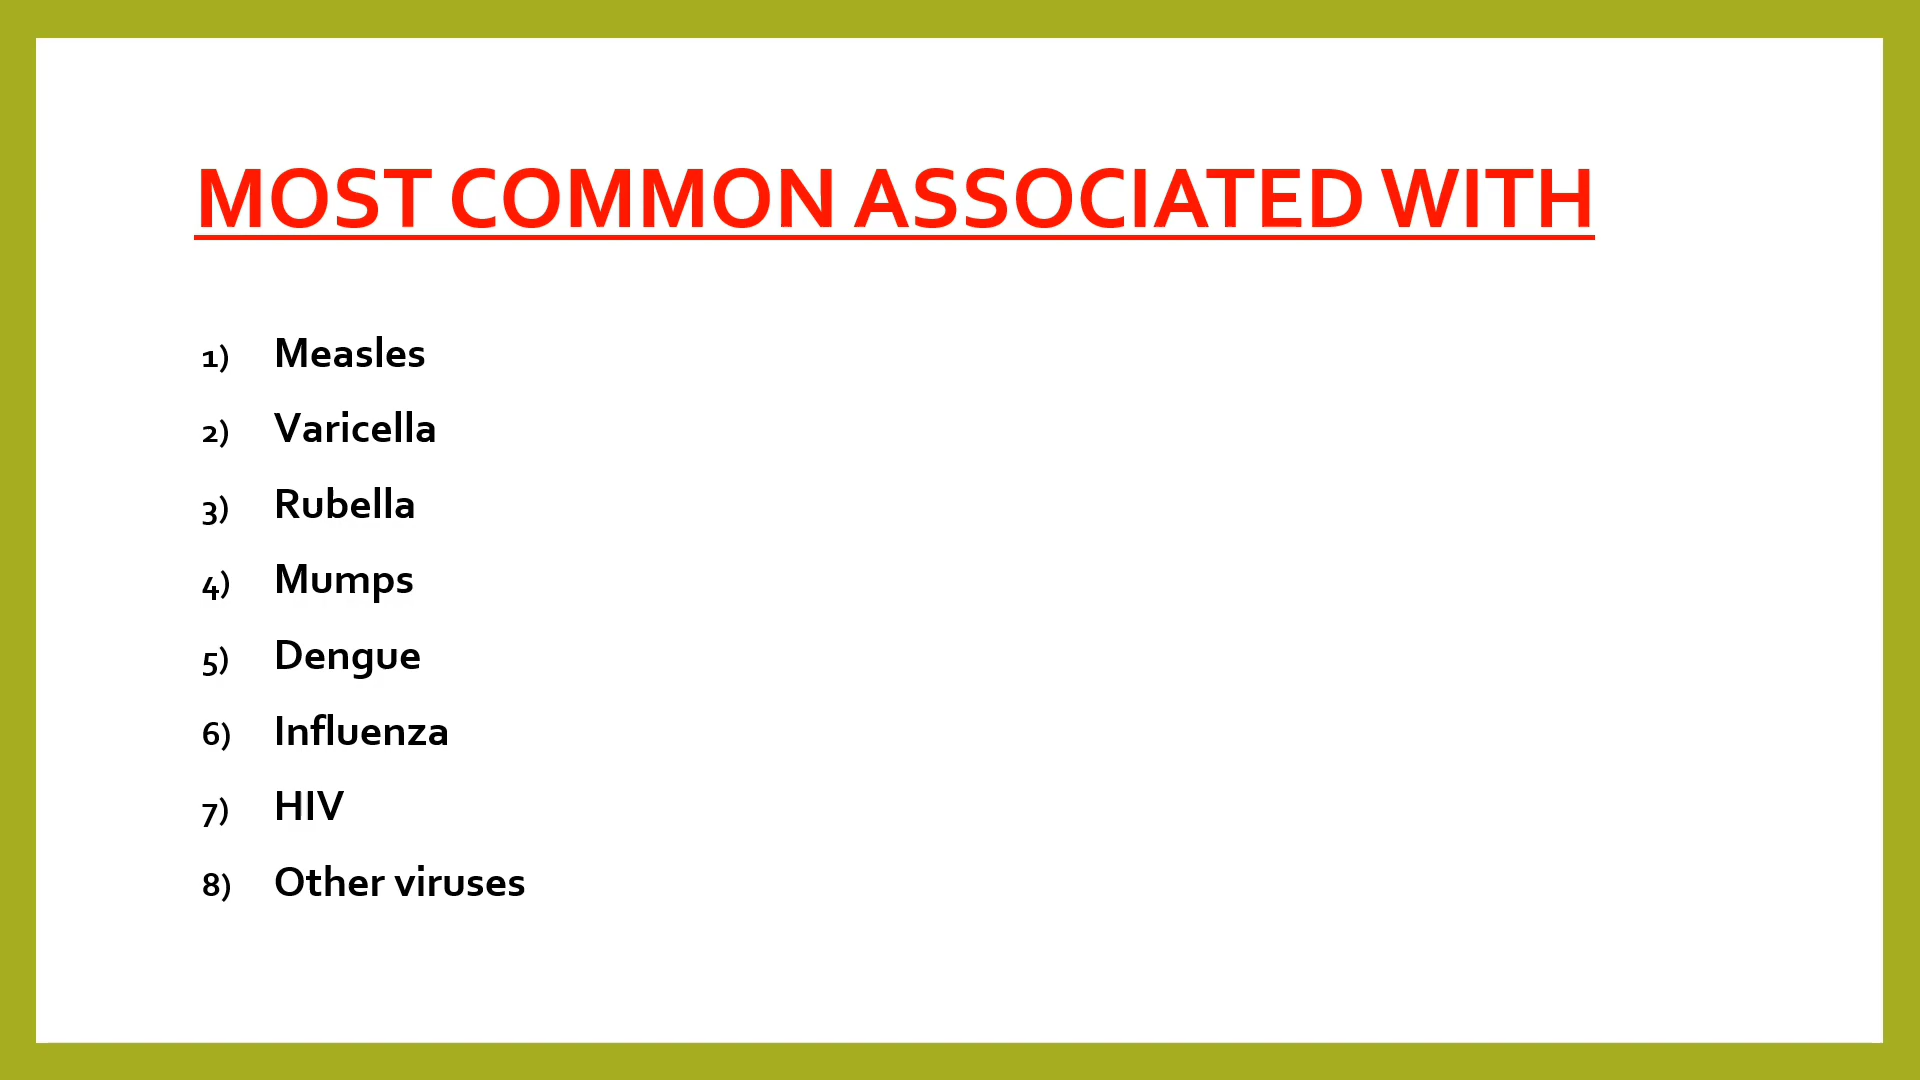 MOST COMMON ASSOCIATED WITH
1) Measles
2) Varicella
3) Rubella
4) Mumps
5) Dengue
6) Influenza
7) HIV
8) Other viruses